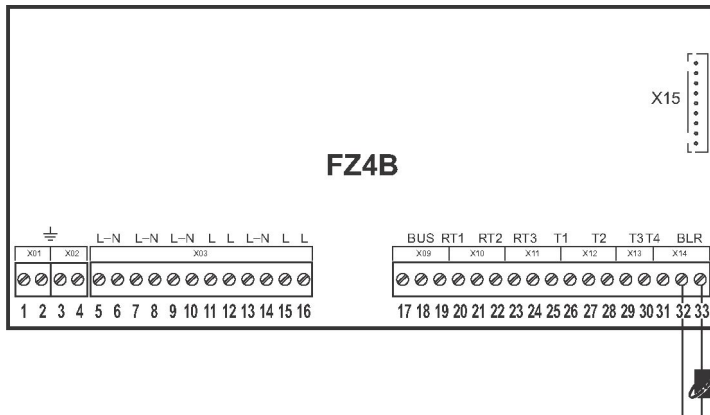 X15
FZ4B
L–N L–N L–N L L L–N L L BUS RT1 RT2 RT3 T1 T2 T3 T4 BLR
X01 X02 X03 X09 X10 X11 X12 X13 X14
1 2 3 4 5 6 7 8 9 10 11 12 13 14 15 16 17 18 19 20 21 22 23 24 25 26 27 28 29 30 31 32 33